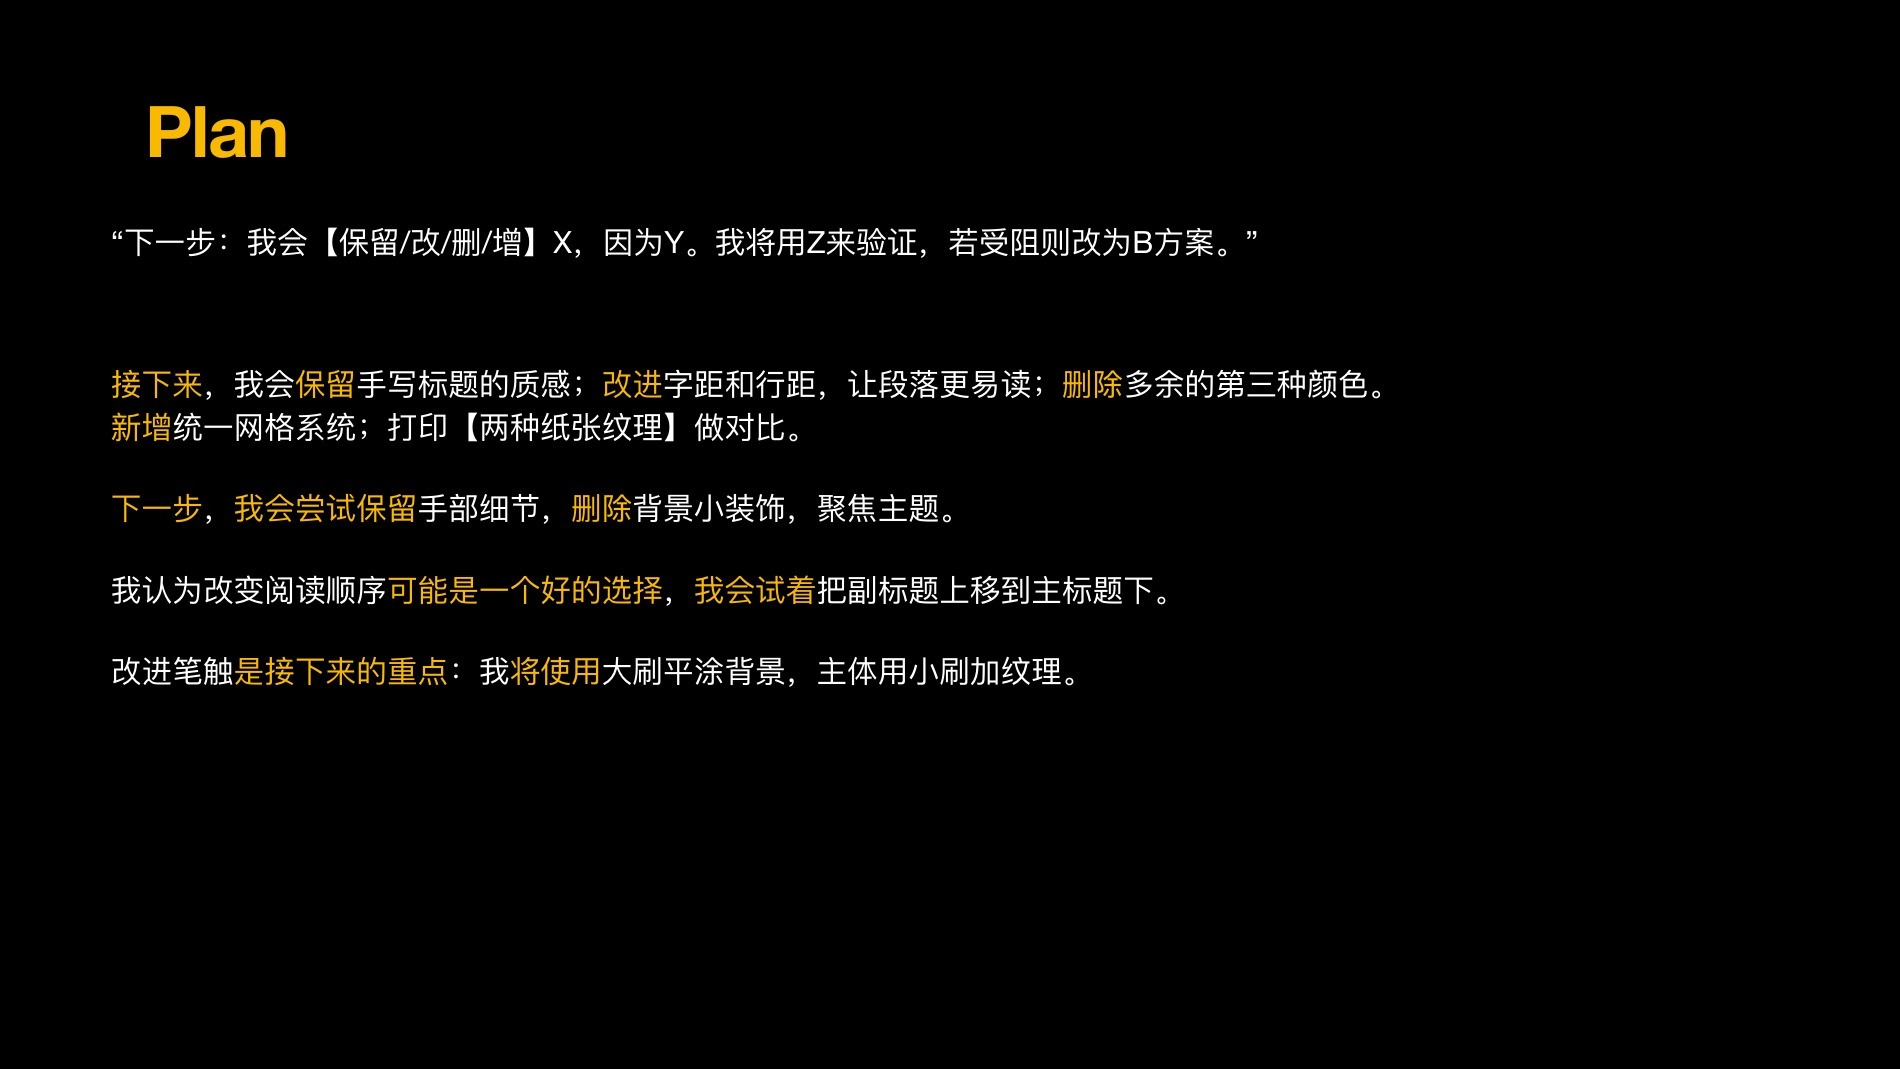 Plan
“下一步：我会【保留/改/删/增】X，因为Y。我将用Z来验证，若受阻则改为B方案。”
接下来，我会保留手写标题的质感；改进字距和行距，让段落更易读；删除多余的第三种颜色。
新增统一网格系统；打印【两种纸张纹理】做对比。
下一步，我会尝试保留手部细节，删除背景小装饰，聚焦主题。
我认为改变阅读顺序可能是一个好的选择，我会试着把副标题上移到主标题下。
改进笔触是接下来的重点：我将使用大刷平涂背景，主体用小刷加纹理。